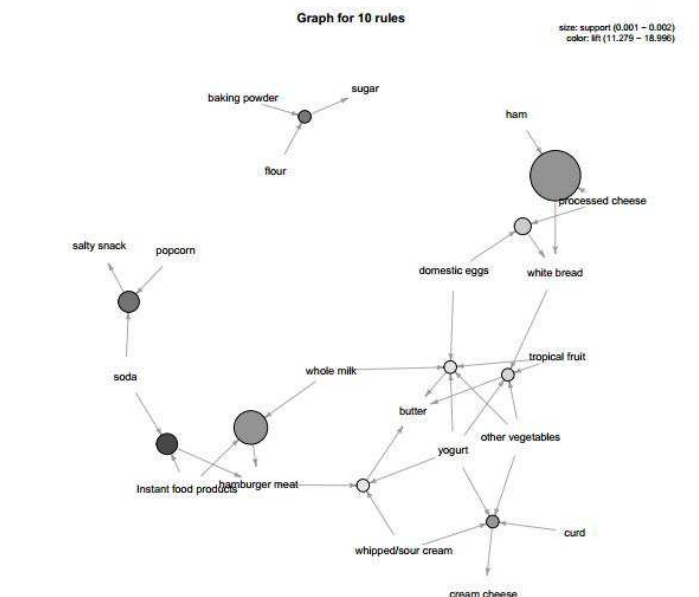 Graph for 10 rules
size: support (0.001 − 0.002)
color: lift (11.279 − 18.996)
sugar
baking powder
ham
flour
processed cheese
salty snack
popcorn
domestic eggs
white bread
tropical fruit
whole milk
soda
butter
other vegetables
yogurt
hamburger meat
Instant food products
curd
whipped/sour cream
cream cheese